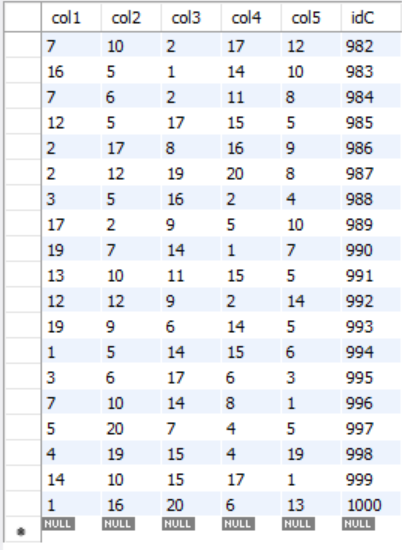 col1 col2 col3 col4 col5 idC
7 10 2 17 12 982
16 5 1 14 10 983
7 6 2 11 8 984
12 5 17 15 5 985
2 17 8 16 9 986
2 12 19 20 8 987
3 5 16 2 4 988
17 2 9 5 10 989
19 7 14 1 7 990
13 10 11 15 5 991
12 12 9 2 14 992
19 9 6 14 5 993
1 5 14 15 6 994
3 6 17 6 3 995
7 10 14 8 1 996
5 20 7 4 5 997
4 19 15 4 19 998
14 10 15 17 1 999
1 16 20 6 13 1000
NULL NULL NULL NULL NULL NULL